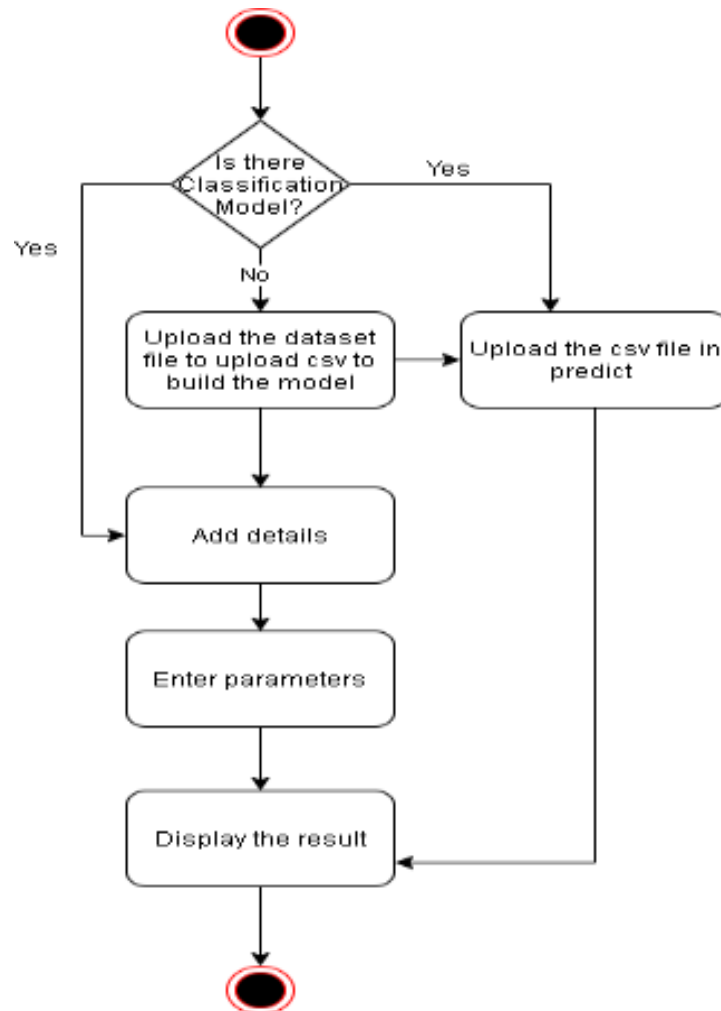 Is there
Classification
Model?
Yes
Yes
No
Upload the dataset
file to upload csv to
build the model
Upload the csv file in
predict
Add details
Enter parameters
Display the result